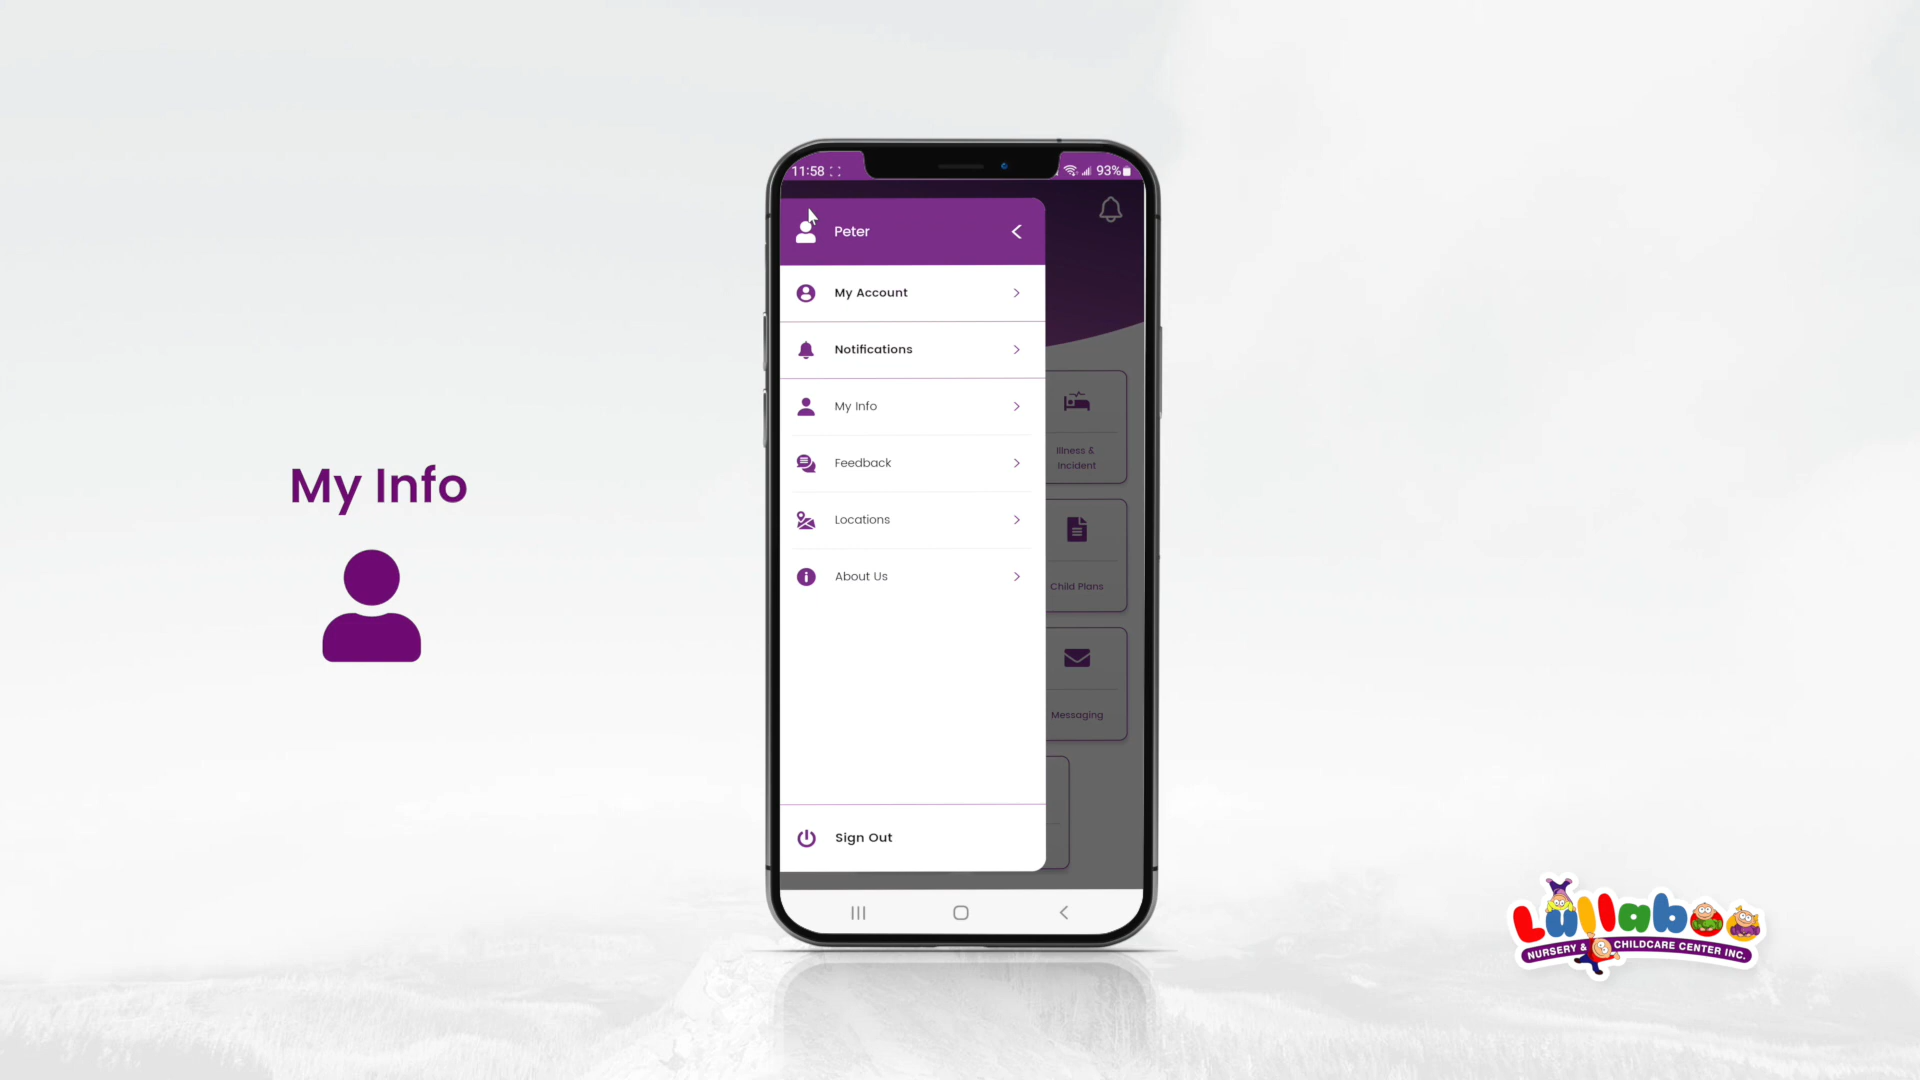 11:58
93%
Peter
My Account
Notifications
My Info
Feedback
Locations
About Us
Sign Out
Illness &
Incident
Child Plans
Messaging
My Info
Lullaboo
NURSERY & CHILDCARE CENTER INC.